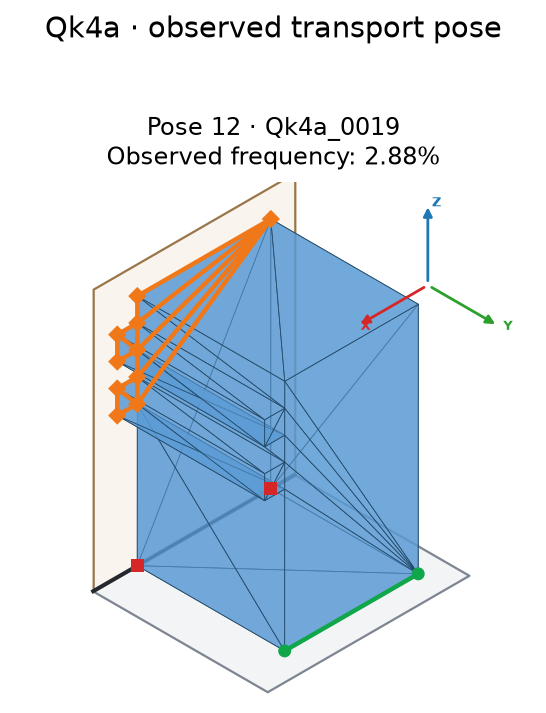 Qk4a · observed transport pose
Pose 12 · Qk4a_0019
Observed frequency: 2.88%
Z
X
Y